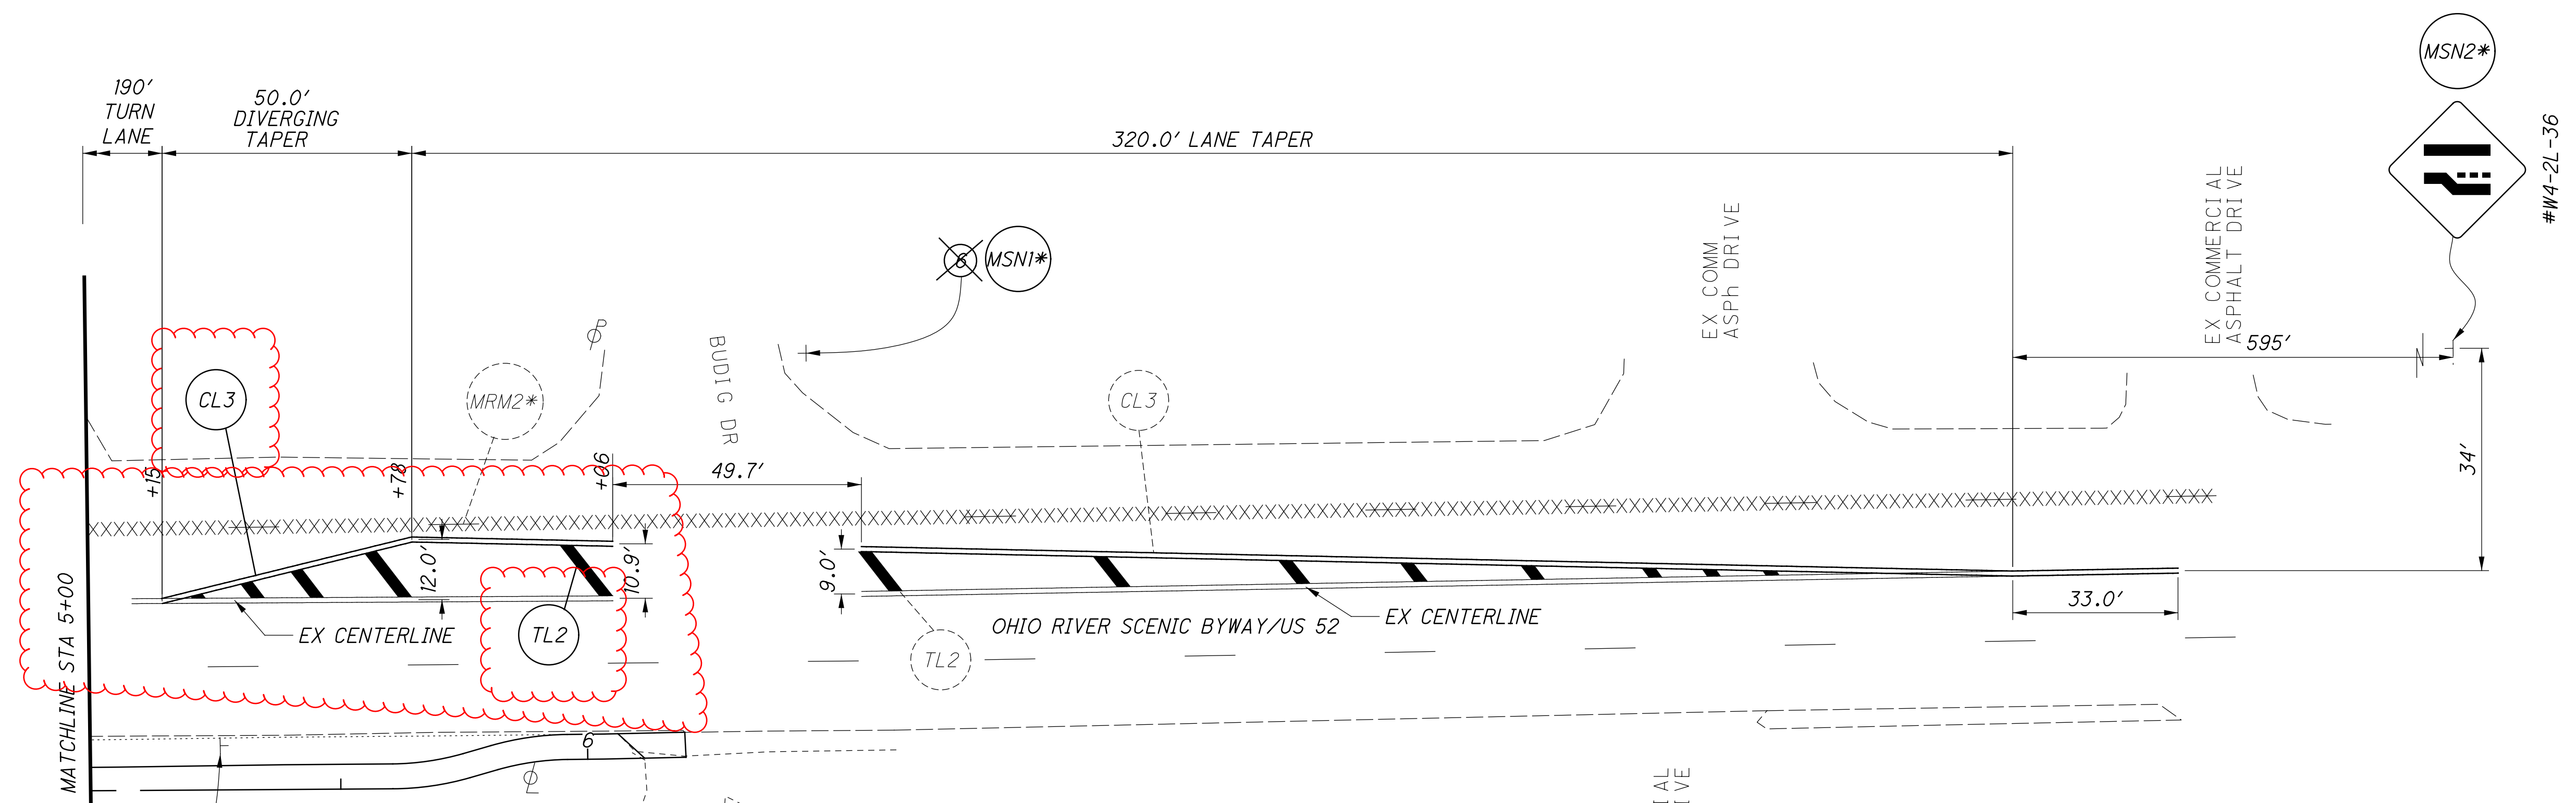 190'
TURN
LANE
50.0'
DIVERGING
TAPER
320.0' LANE TAPER
MSN2*
#W4-2L-36
6
MSN1*
EX COMM
ASPh DRIVE
EX COMMERCIAL
ASPHALT DRIVE
595'
34'
CL3
MRM2*
BUDIG DR
CL3
+15
+78
+06
49.7'
12.0'
10.9'
9.0'
EX CENTERLINE
TL2
TL2
OHIO RIVER SCENIC BYWAY/US 52
EX CENTERLINE
33.0'
MATCHLINE STA 5+00
6